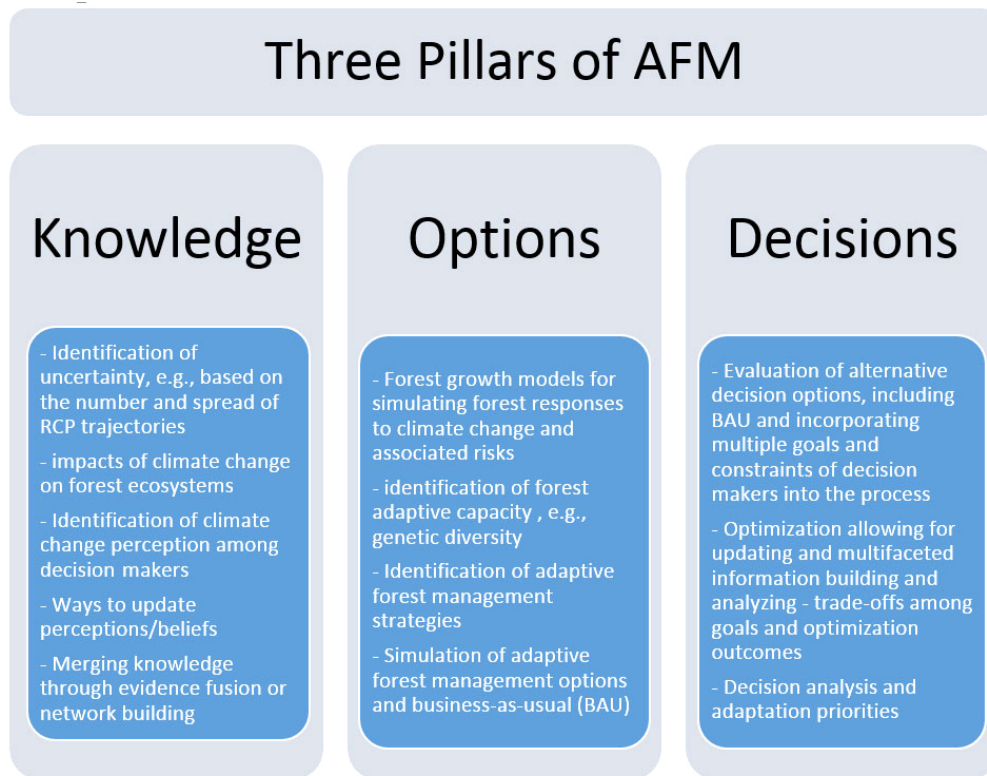 Three Pillars of AFM
Knowledge
- Identification of
uncertainty, e.g., based on
the number and spread of
RCP trajectories
- impacts of climate change
on forest ecosystems
- Identification of climate
change perception among
decision makers
- Ways to update
perceptions/beliefs
- Merging knowledge
through evidence fusion or
network building
Options
- Forest growth models for
simulating forest responses
to climate change and
associated risks
- identification of forest
adaptive capacity , e.g.,
genetic diversity
- Identification of adaptive
forest management
strategies
- Simulation of adaptive
forest management options
and business-as-usual (BAU)
Decisions
- Evaluation of alternative
decision options, including
BAU and incorporating
multiple goals and
constraints of decision
makers into the process
- Optimization allowing for
updating and multifaceted
information building and
analyzing - trade-offs among
goals and optimization
outcomes
- Decision analysis and
adaptation priorities